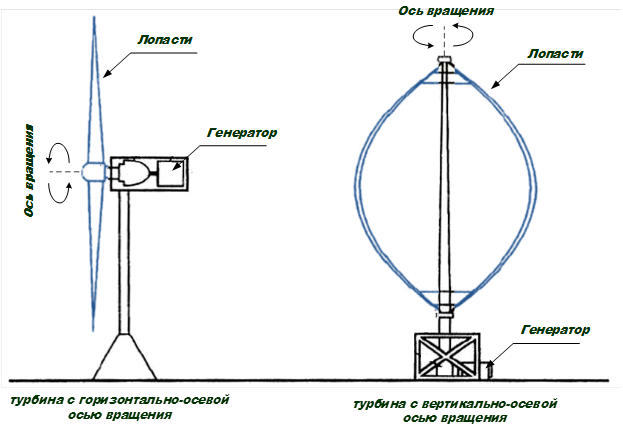 Ось вращения
Лопасти
Лопасти
Генератор
Ось вращения
Генератор
турбина с горизонтально-осевой
осью вращения
турбина с вертикально-осевой
осью вращения